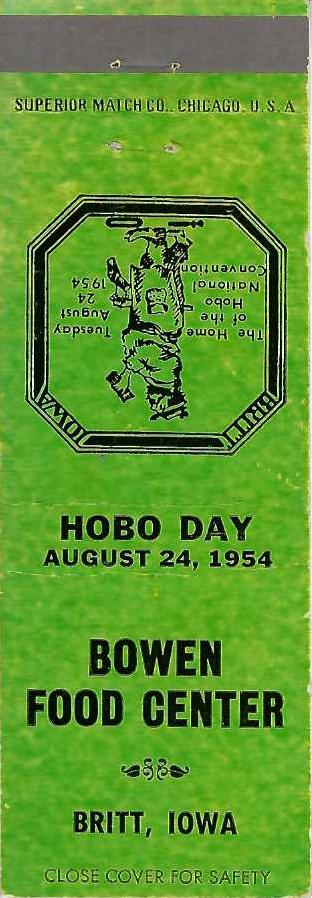 SUPERIOR MATCH CO., CHICAGO, U.S.A
BRITT
IOWA
The Home
of the
Hobo
National
Convention
Tuesday
August
24
1954
HOBO DAY
AUGUST 24, 1954
BOWEN
FOOD CENTER
BRITT, IOWA
CLOSE COVER FOR SAFETY